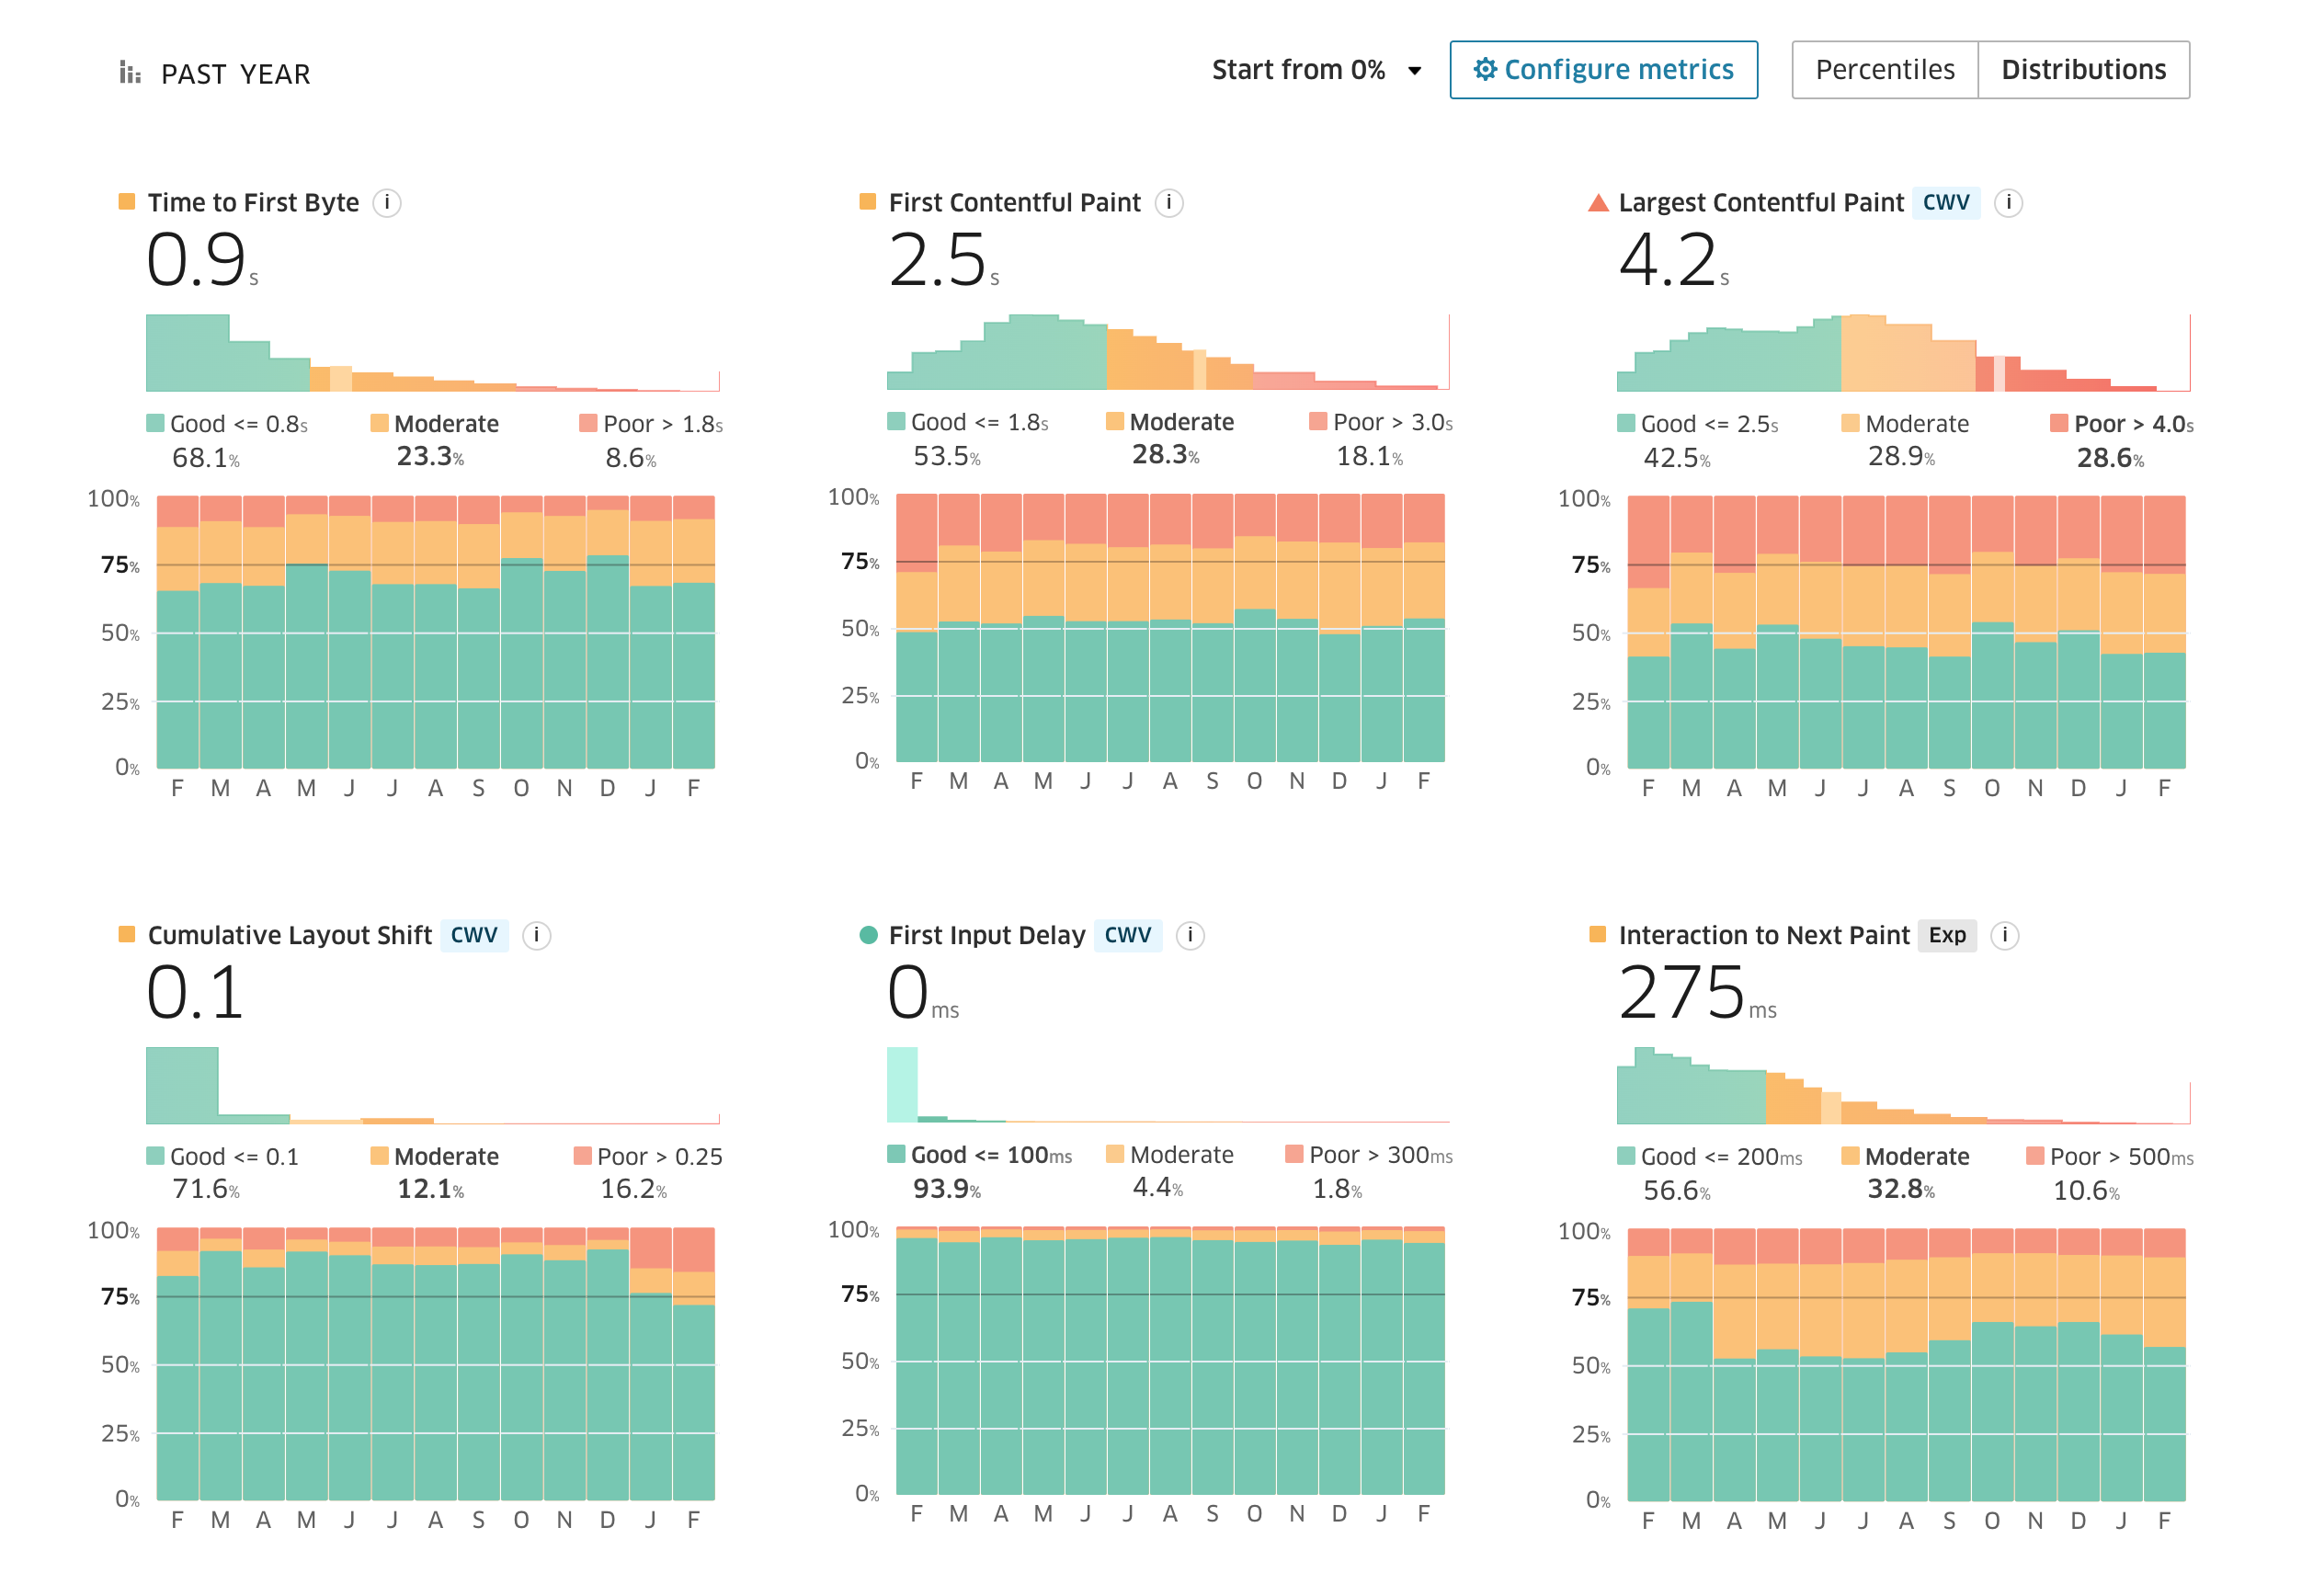 PAST YEAR
Start from 0%
Configure metrics
Percentiles
Distributions
Time to First Byte i
0.9s
Good <= 0.8s
Moderate
Poor > 1.8s
68.1%
23.3%
8.6%
100%
75%
50%
25%
0%
F M A M J J A S O N D J F
First Contentful Paint i
2.5s
Good <= 1.8s
Moderate
Poor > 3.0s
53.5%
28.3%
18.1%
100%
75%
50%
25%
0%
F M A M J J A S O N D J F
Largest Contentful Paint CWV i
4.2s
Good <= 2.5s
Moderate
Poor > 4.0s
42.5%
28.9%
28.6%
100%
75%
50%
25%
0%
F M A M J J A S O N D J F
Cumulative Layout Shift CWV i
0.1
Good <= 0.1
Moderate
Poor > 0.25
71.6%
12.1%
16.2%
100%
75%
50%
25%
0%
F M A M J J A S O N D J F
First Input Delay CWV i
0ms
Good <= 100ms
Moderate
Poor > 300ms
93.9%
4.4%
1.8%
100%
75%
50%
25%
0%
F M A M J J A S O N D J F
Interaction to Next Paint Exp i
275ms
Good <= 200ms
Moderate
Poor > 500ms
56.6%
32.8%
10.6%
100%
75%
50%
25%
0%
F M A M J J A S O N D J F